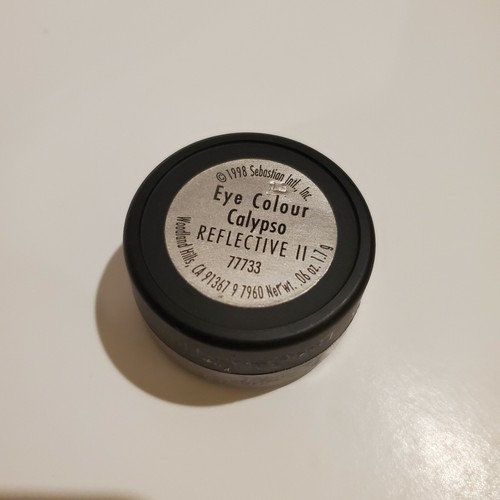 © 1998 Sebastian Intl., Inc.
Eye Colour
Calypso
REFLECTIVE II
77733
Woodland Hills, CA 91367 9 7960 Net wt. .06 oz. 1.7 g